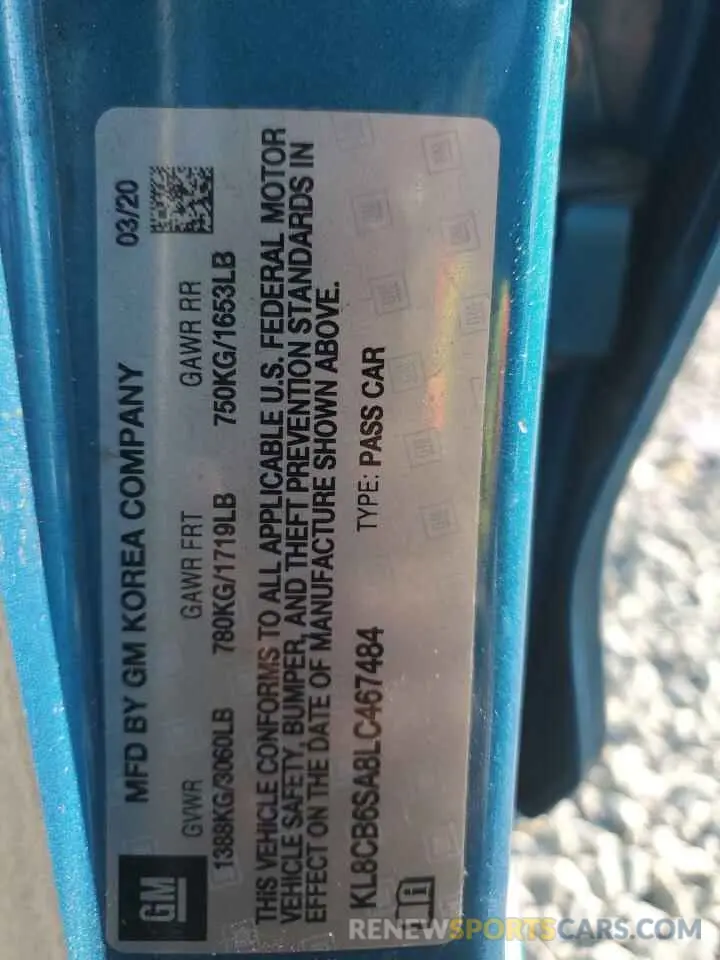 MFD BY GM KOREA COMPANY 03/20
GVWR GAWR FRT GAWR RR
1388KG/3060LB 780KG/1719LB 750KG/1653LB
THIS VEHICLE CONFORMS TO ALL APPLICABLE U.S. FEDERAL MOTOR
VEHICLE SAFETY, BUMPER, AND THEFT PREVENTION STANDARDS IN
EFFECT ON THE DATE OF MANUFACTURE SHOWN ABOVE.
KL8CB6SA8LC467484 TYPE: PASS CAR
GM
RENEWSPORTSCARS.COM